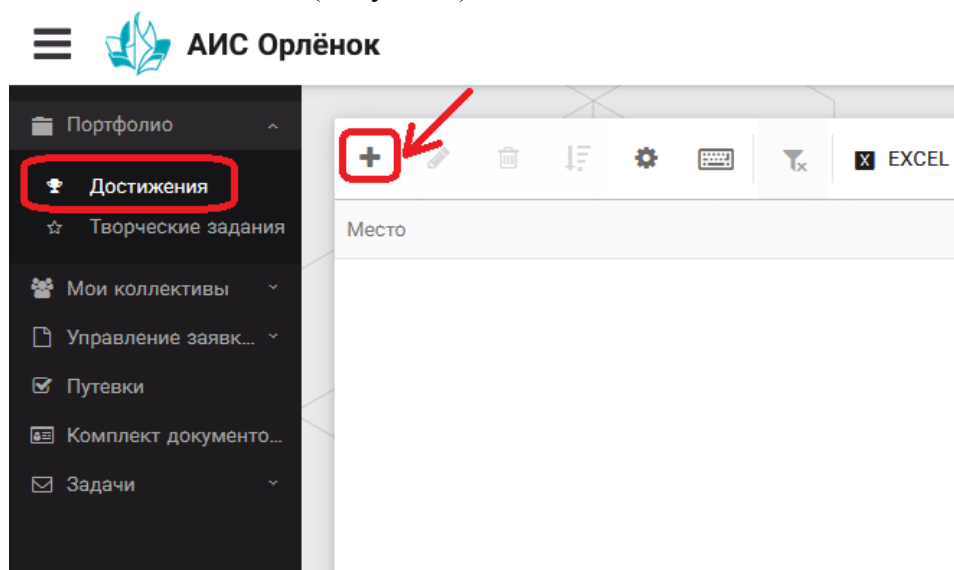 АИС Орлёнок
Портфолио
Достижения
Творческие задания
Мои коллективы
Управление заявк...
Путевки
Комплект документо...
Задачи
X EXCEL
Место